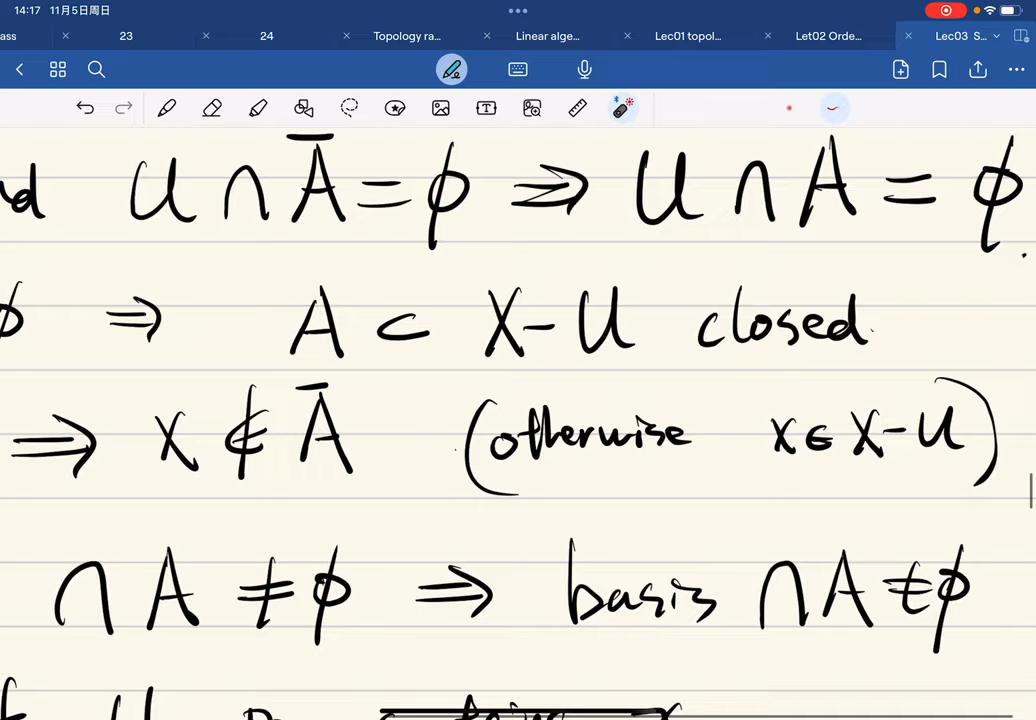 14:17 11月5日周日
ass 23 24 Topology ra... Linear alge... Lec01 topol... Let02 Orde... Lec03 S...
U ∩ Ā = ϕ ⇒ U ∩ A = ϕ.
ϕ ⇒ A ⊂ X − U closed.
⇒ x ∉ Ā (otherwise x ∈ X − U)
∩ A ≠ ϕ ⇒ basis ∩ A ≠ ϕ